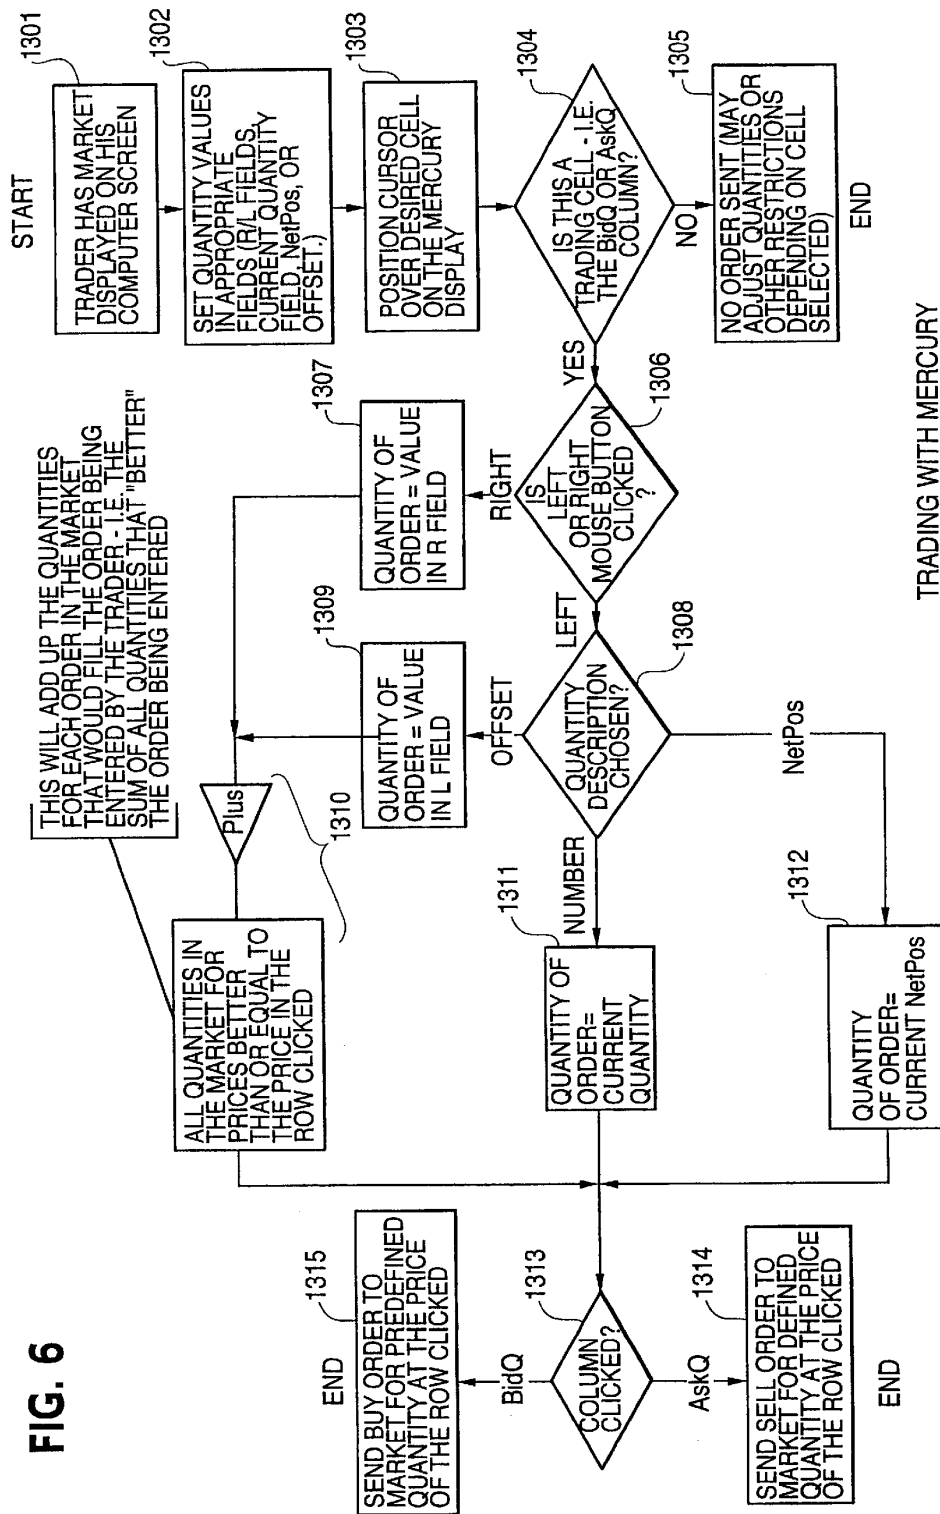 FIG. 6
START
1301
TRADER HAS MARKET
DISPLAYED ON HIS
COMPUTER SCREEN
1302
SET QUANTITY VALUES
IN APPROPRIATE
FIELDS (R/L FIELDS,
CURRENT QUANTITY
FIELD, NetPos, OR
OFFSET.)
1303
POSITION CURSOR
OVER DESIRED CELL
ON THE MERCURY
DISPLAY
1304
IS THIS A
TRADING CELL - I.E.
THE BidQ OR AskQ
COLUMN?
NO
1305
NO ORDER SENT (MAY
ADJUST QUANTITIES OR
OTHER RESTRICTIONS
DEPENDING ON CELL
SELECTED)
END
YES
1306
IS
LEFT
OR RIGHT
MOUSE BUTTON
CLICKED
?
RIGHT
1307
QUANTITY OF
ORDER = VALUE
IN R FIELD
LEFT
1308
QUANTITY
DESCRIPTION
CHOSEN?
OFFSET
1309
QUANTITY OF
ORDER = VALUE
IN L FIELD
Plus
1310
THIS WILL ADD UP THE QUANTITIES
FOR EACH ORDER IN THE MARKET
THAT WOULD FILL THE ORDER BEING
ENTERED BY THE TRADER - I.E. THE
SUM OF ALL QUANTITIES THAT "BETTER"
THE ORDER BEING ENTERED
ALL QUANTITIES IN
THE MARKET FOR
PRICES BETTER
THAN OR EQUAL TO
THE PRICE IN THE
ROW CLICKED
NUMBER
1311
QUANTITY OF
ORDER=
CURRENT
QUANTITY
NetPos
1312
QUANTITY
OF ORDER=
CURRENT NetPos
1313
COLUMN
CLICKED?
BidQ
1315
SEND BUY ORDER TO
MARKET FOR PREDEFINED
QUANTITY AT THE PRICE
OF THE ROW CLICKED
END
AskQ
1314
SEND SELL ORDER TO
MARKET FOR DEFINED
QUANTITY AT THE PRICE
OF THE ROW CLICKED
END
TRADING WITH MERCURY